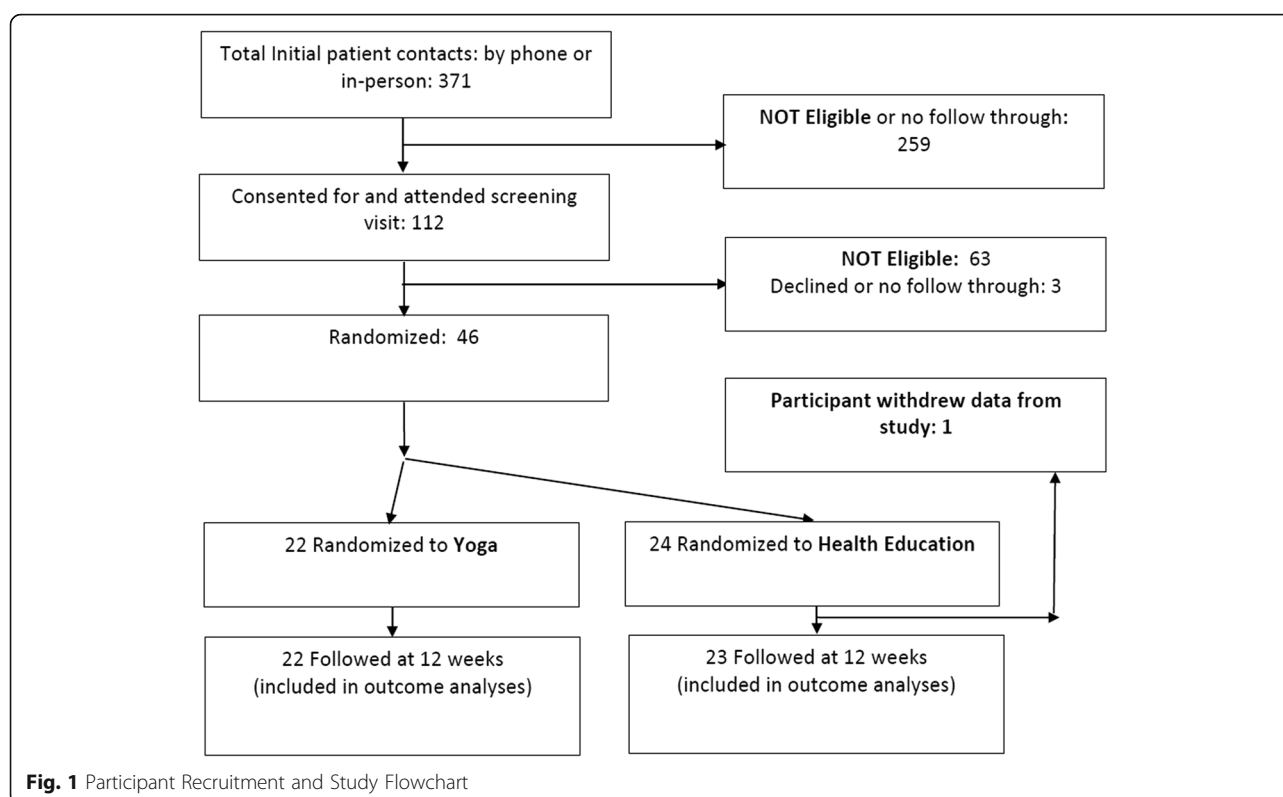 Total Initial patient contacts: by phone or
in-person: 371
NOT Eligible or no follow through:
259
Consented for and attended screening
visit: 112
NOT Eligible: 63
Declined or no follow through: 3
Randomized: 46
Participant withdrew data from
study: 1
22 Randomized to Yoga
24 Randomized to Health Education
22 Followed at 12 weeks
(included in outcome analyses)
23 Followed at 12 weeks
(included in outcome analyses)
Fig. 1 Participant Recruitment and Study Flowchart